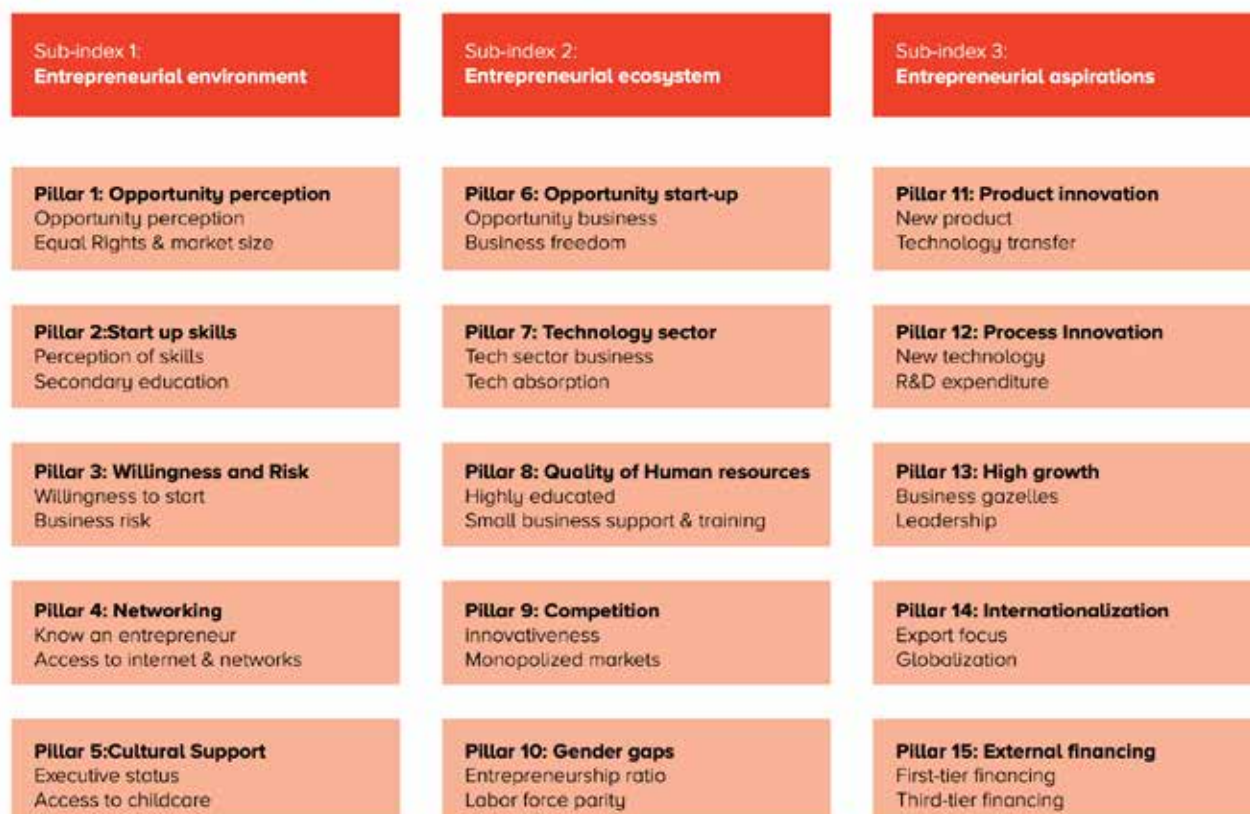 Sub-index 1:
Entrepreneurial environment
Pillar 1: Opportunity perception
Opportunity perception
Equal Rights & market size
Pillar 2:Start up skills
Perception of skills
Secondary education
Pillar 3: Willingness and Risk
Willingness to start
Business risk
Pillar 4: Networking
Know an entrepreneur
Access to internet & networks
Pillar 5:Cultural Support
Executive status
Access to childcare
Sub-index 2:
Entrepreneurial ecosystem
Pillar 6: Opportunity start-up
Opportunity business
Business freedom
Pillar 7: Technology sector
Tech sector business
Tech absorption
Pillar 8: Quality of Human resources
Highly educated
Small business support & training
Pillar 9: Competition
Innovativeness
Monopolized markets
Pillar 10: Gender gaps
Entrepreneurship ratio
Labor force parity
Sub-index 3:
Entrepreneurial aspirations
Pillar 11: Product innovation
New product
Technology transfer
Pillar 12: Process Innovation
New technology
R&D expenditure
Pillar 13: High growth
Business gazelles
Leadership
Pillar 14: Internationalization
Export focus
Globalization
Pillar 15: External financing
First-tier financing
Third-tier financing